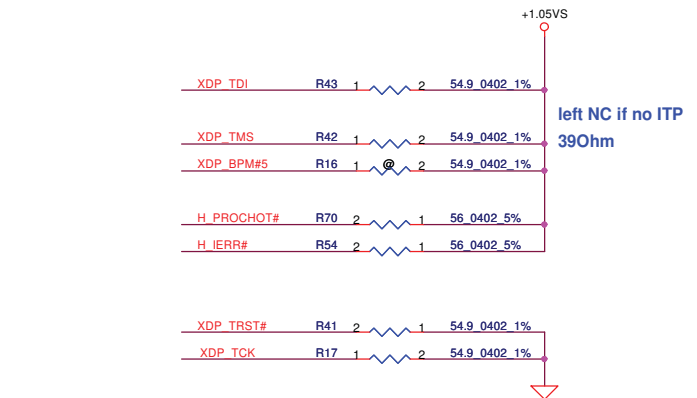 +1.05VS
XDP_TDI R43 1 2 54.9_0402_1%
left NC if no ITP
XDP_TMS R42 1 2 54.9_0402_1%
39Ohm
XDP_BPM#5 R16 1 @ 2 54.9_0402_1%
H_PROCHOT# R70 2 1 56_0402_5%
H_IERR# R54 2 1 56_0402_5%
XDP_TRST# R41 2 1 54.9_0402_1%
XDP_TCK R17 1 2 54.9_0402_1%